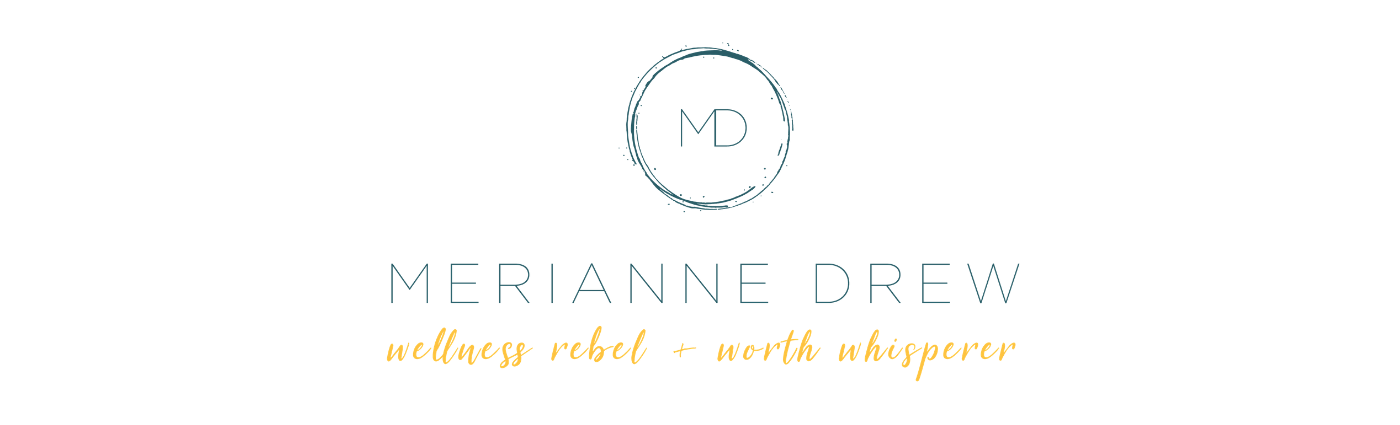 MD
MERIANNE DREW
wellness rebel + worth whisperer